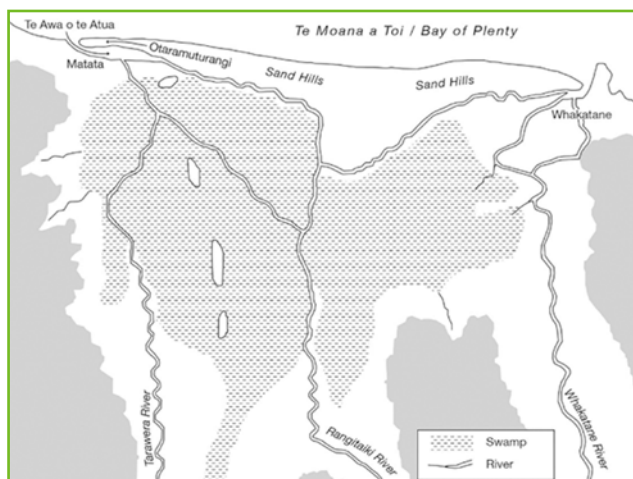 Te Awa o te Atua
Te Moana a Toi / Bay of Plenty
Otaramuturangi
Matata
Sand Hills
Sand Hills
Whakatane
Tarawera River
Rangitaiki River
Whakatane River
Swamp
River